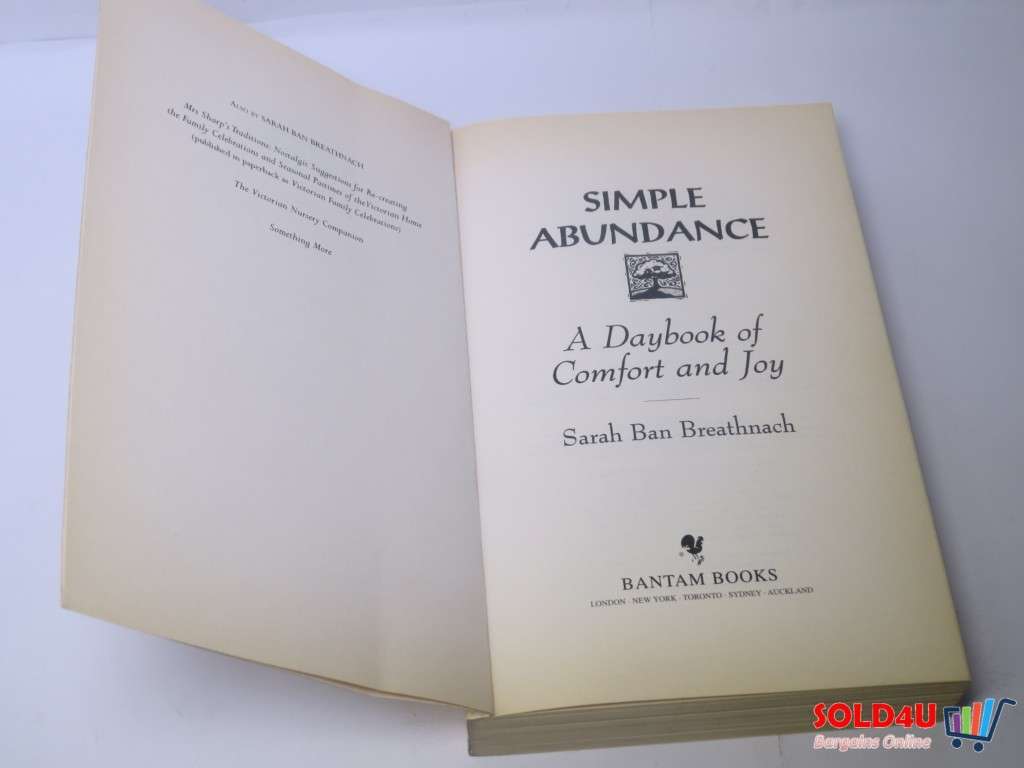 ALSO BY SARAH BAN BREATHNACH
Mrs Sharp's Traditions: Nostalgic Suggestions for Re-creating
the Family Celebrations and Seasonal Pastimes of the Victorian Home
(published in paperback as Victorian Family Celebrations)
The Victorian Nursery Companion
Something More
SIMPLE
ABUNDANCE
A Daybook of
Comfort and Joy
Sarah Ban Breathnach
BANTAM BOOKS
LONDON · NEW YORK · TORONTO · SYDNEY · AUCKLAND
SOLD4U
Bargains Online